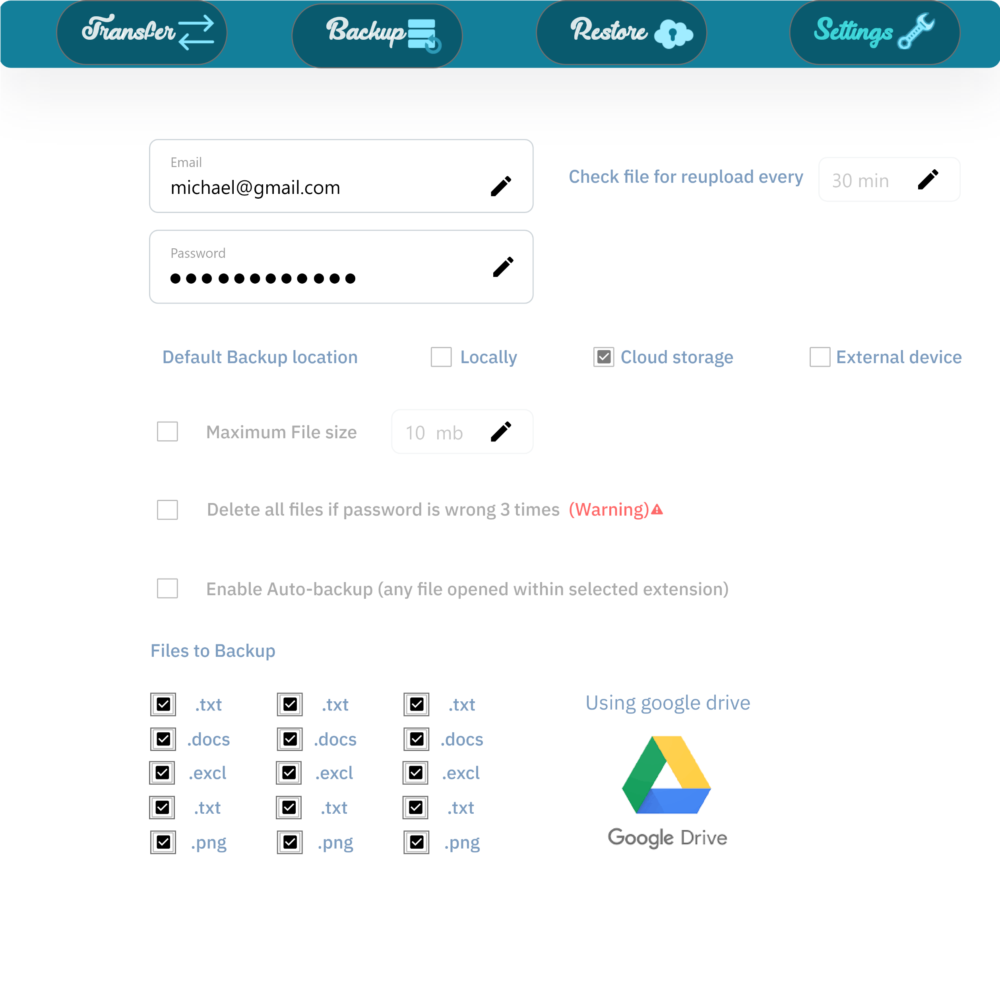 Transfer Backup Restore Settings
Email
michael@gmail.com
Check file for reupload every 30 min
Password
Default Backup location Locally Cloud storage External device
Maximum File size 10 mb
Delete all files if password is wrong 3 times (Warning)
Enable Auto-backup (any file opened within selected extension)
Files to Backup
.txt .txt .txt
Using google drive
.docs .docs .docs
.excl .excl .excl
.txt .txt .txt
.png .png .png
Google Drive